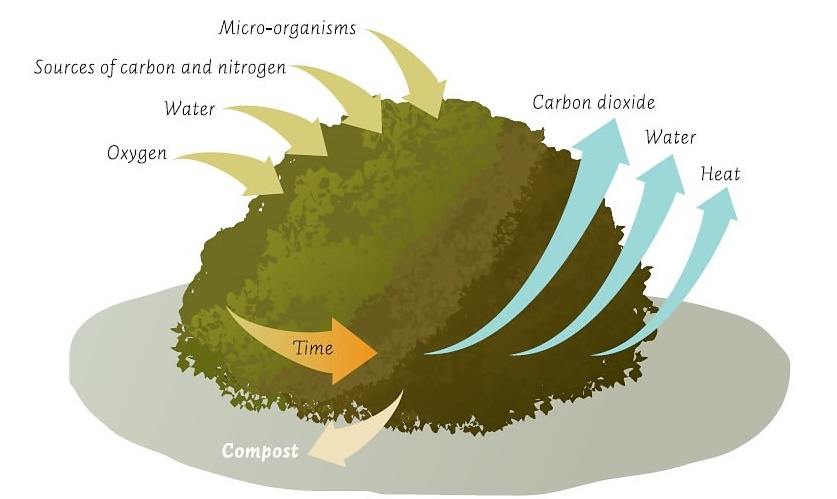 Micro-organisms
Sources of carbon and nitrogen
Water
Oxygen
Carbon dioxide
Water
Heat
Time
Compost